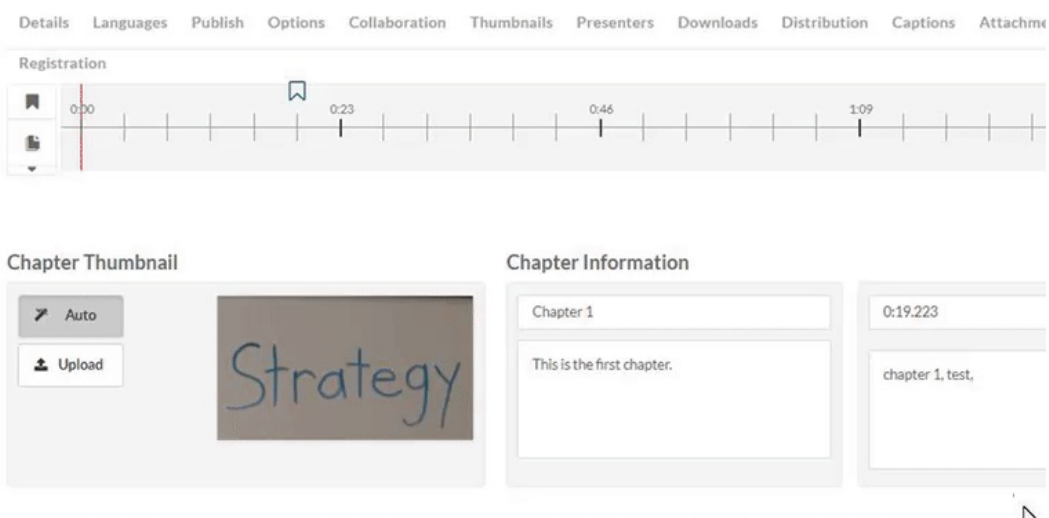 Details Languages Publish Options Collaboration Thumbnails Presenters Downloads Distribution Captions Attachme
Registration
0:00 0:23 0:46 1:09
Chapter Thumbnail Chapter Information
Auto
Upload
Strategy
Chapter 1
This is the first chapter.
0:19.223
chapter 1, test,